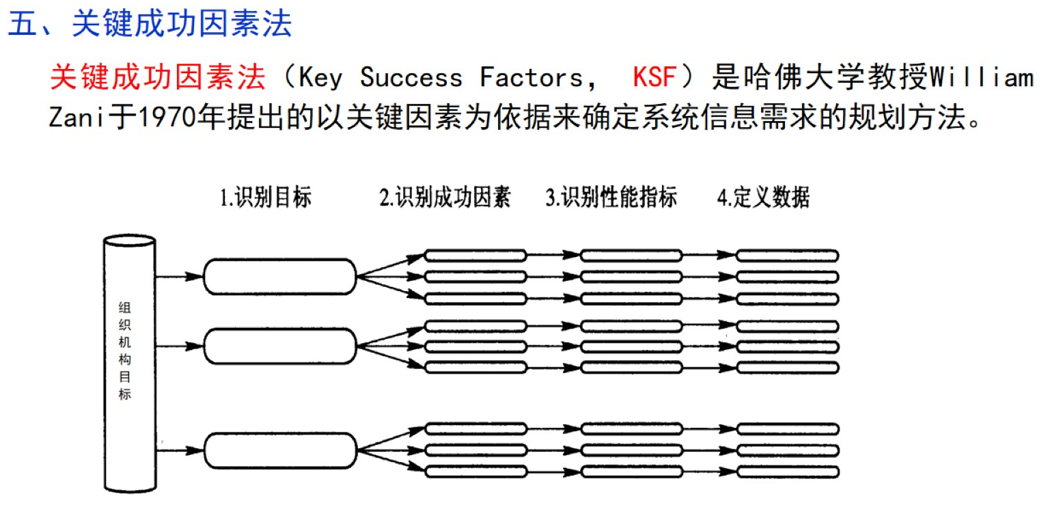 五、关键成功因素法
关键成功因素法（Key Success Factors， KSF）是哈佛大学教授William
Zani于1970年提出的以关键因素为依据来确定系统信息需求的规划方法。
1.识别目标 2.识别成功因素 3.识别性能指标 4.定义数据
组织机构目标